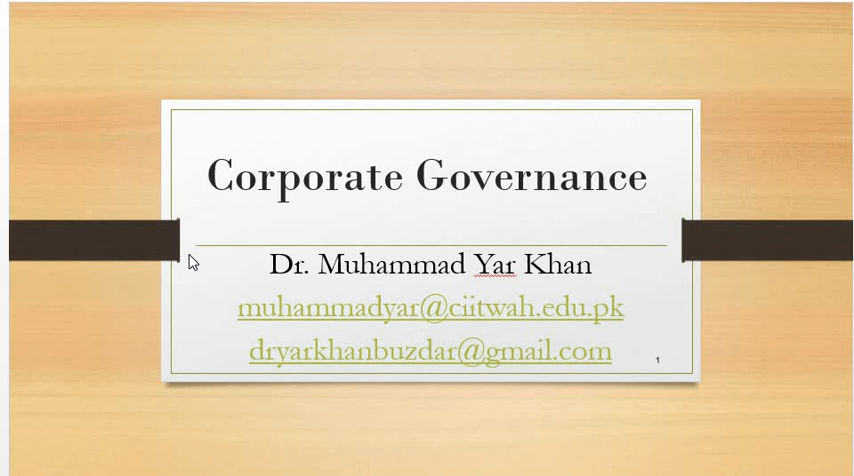 Corporate Governance
Dr. Muhammad Yar Khan
muhammadyar@ciitwah.edu.pk
dryarkhanbuzdar@gmail.com
1